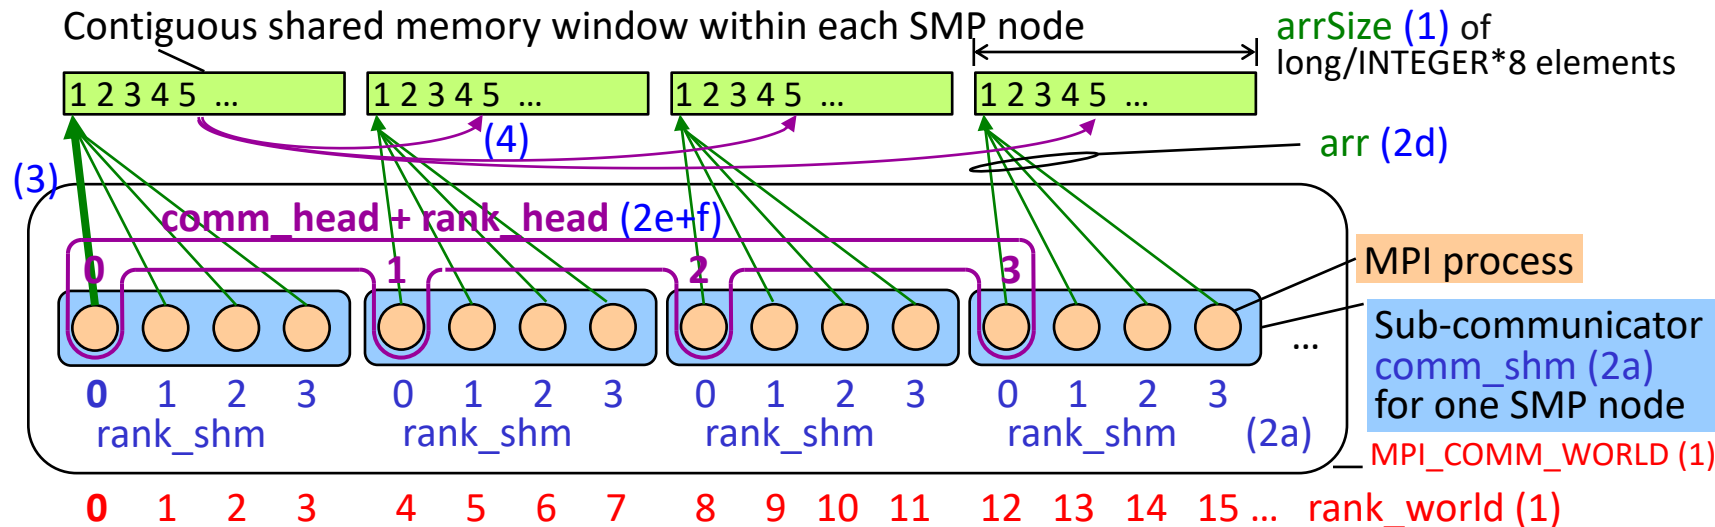 Contiguous shared memory window within each SMP node
arrSize (1) of
long/INTEGER*8 elements
1 2 3 4 5 ...
1 2 3 4 5 ...
1 2 3 4 5 ...
1 2 3 4 5 ...
(4)
arr (2d)
(3)
comm_head + rank_head (2e+f)
0 1 2 3
MPI process
Sub-communicator
comm_shm (2a)
for one SMP node
...
0 1 2 3 0 1 2 3 0 1 2 3 0 1 2 3
rank_shm rank_shm rank_shm rank_shm (2a)
MPI_COMM_WORLD (1)
0 1 2 3 4 5 6 7 8 9 10 11 12 13 14 15 ... rank_world (1)